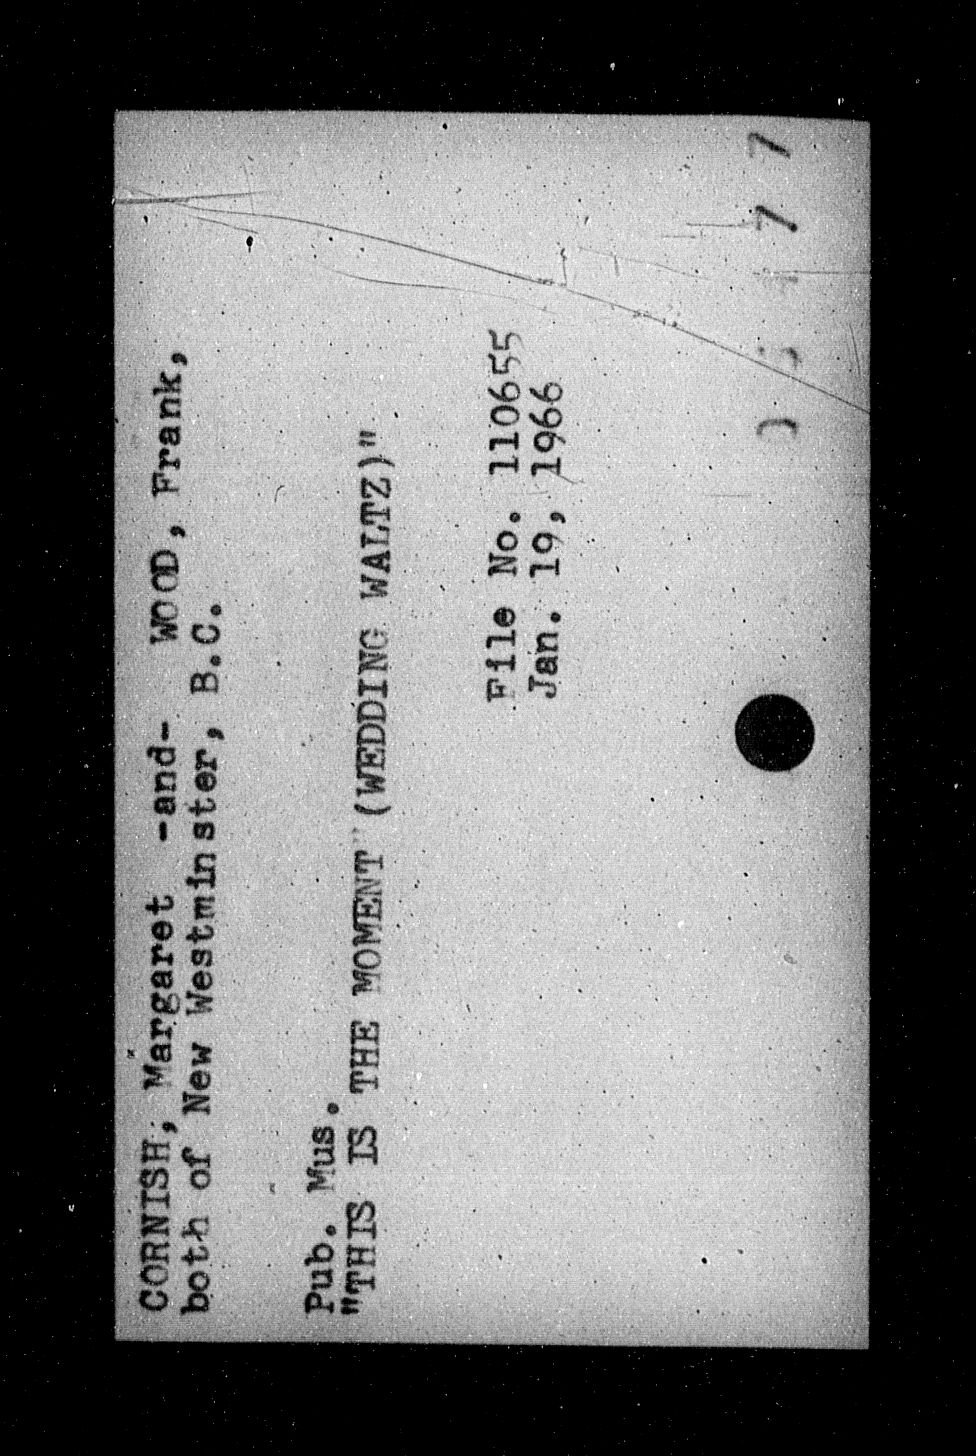 CORNISH, Margaret -and- WOOD, Frank,
both of New Westminster, B.C.
Pub. Mus.
"THIS IS THE MOMENT" (WEDDING WALTZ)"
File No. 110655
Jan. 19, 1966